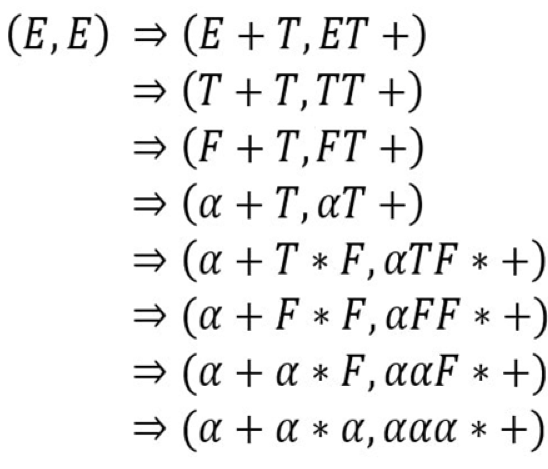 (E, E) ⇒ (E + T, ET +)
⇒ (T + T, TT +)
⇒ (F + T, FT +)
⇒ (α + T, αT +)
⇒ (α + T ∗ F, αTF ∗ +)
⇒ (α + F ∗ F, αFF ∗ +)
⇒ (α + α ∗ F, ααF ∗ +)
⇒ (α + α ∗ α, ααα ∗ +)